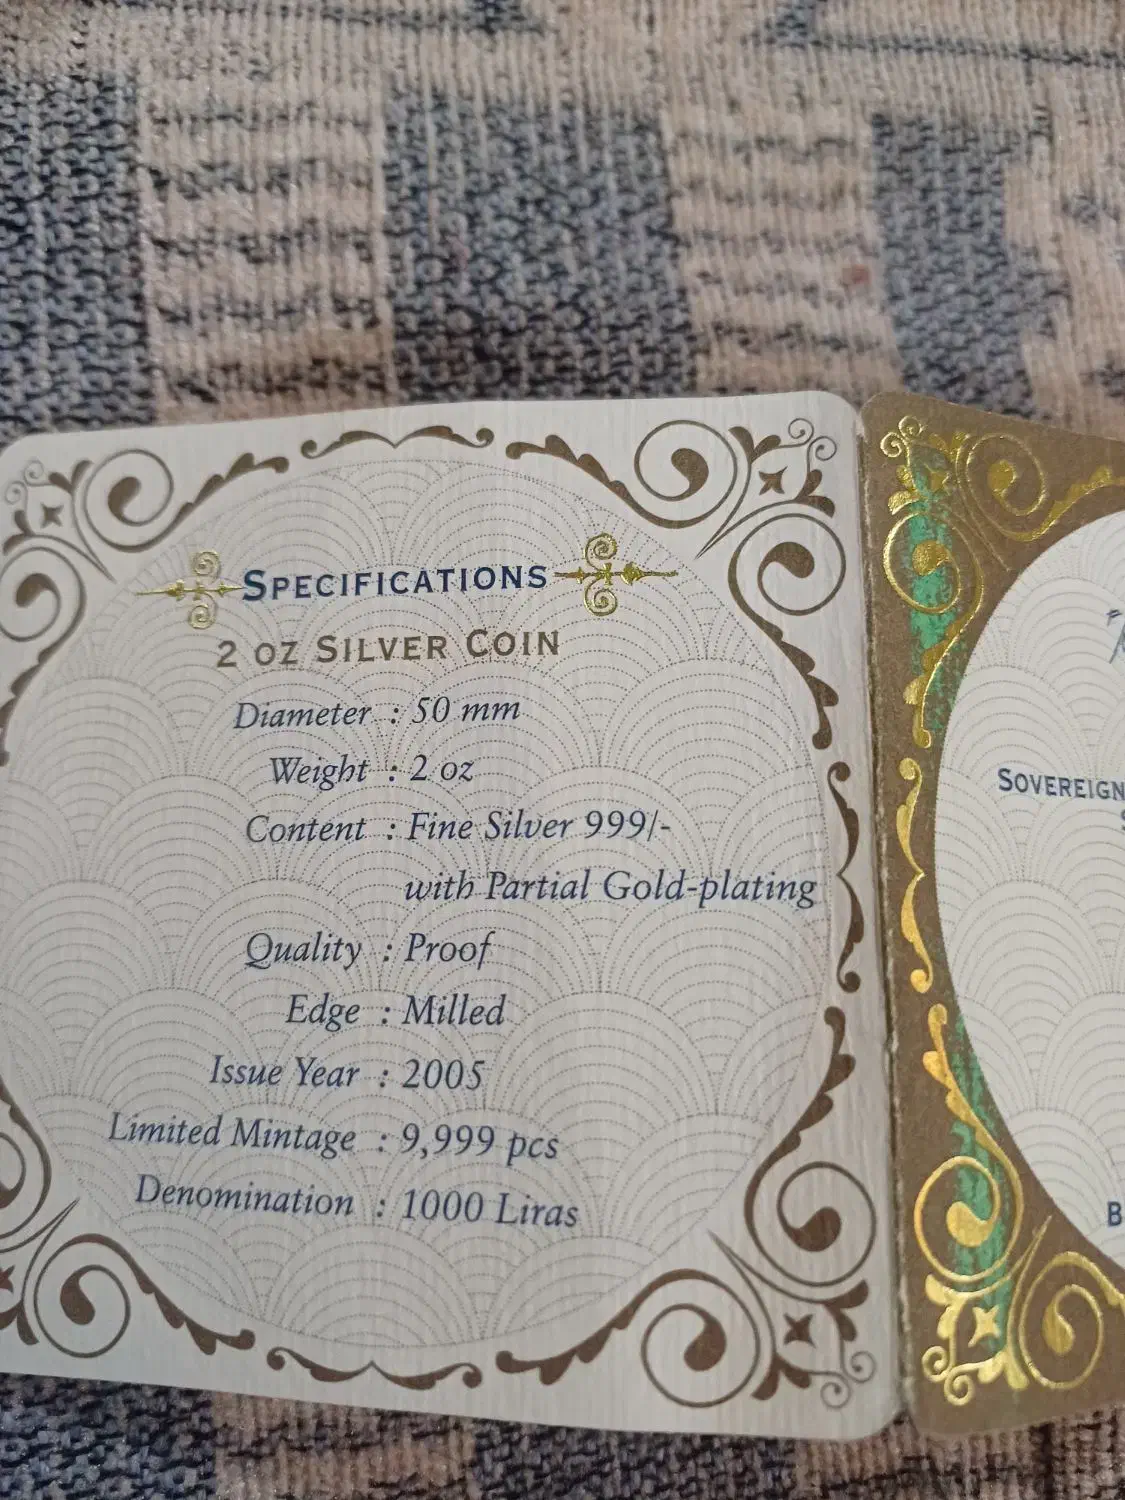 SPECIFICATIONS
2 OZ SILVER COIN
Diameter : 50 mm
Weight : 2 oz
Content : Fine Silver 999/-
with Partial Gold-plating
Quality : Proof
Edge : Milled
Issue Year : 2005
Limited Mintage : 9,999 pcs
Denomination : 1000 Liras
SOVEREIGN